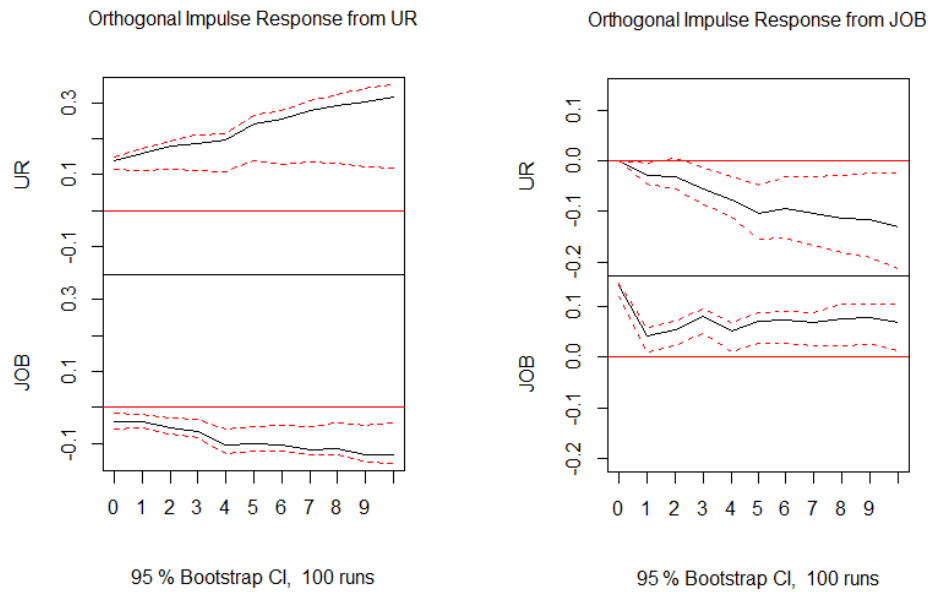 Orthogonal Impulse Response from UR
UR
-0.1 0.1 0.3
JOB
-0.1 0.1 0.3
0 1 2 3 4 5 6 7 8 9
95 % Bootstrap CI, 100 runs
Orthogonal Impulse Response from JOB
UR
-0.2 -0.1 0.0 0.1
JOB
-0.2 -0.1 0.0 0.1
0 1 2 3 4 5 6 7 8 9
95 % Bootstrap CI, 100 runs